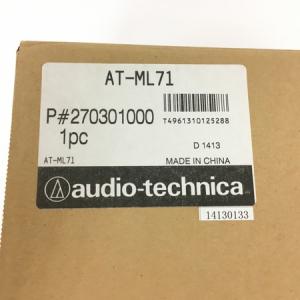 AT-ML71
P#270301000
1pc
T4961310125288
D 1413
AT-ML71
MADE IN CHINA
audio-technica
14130133